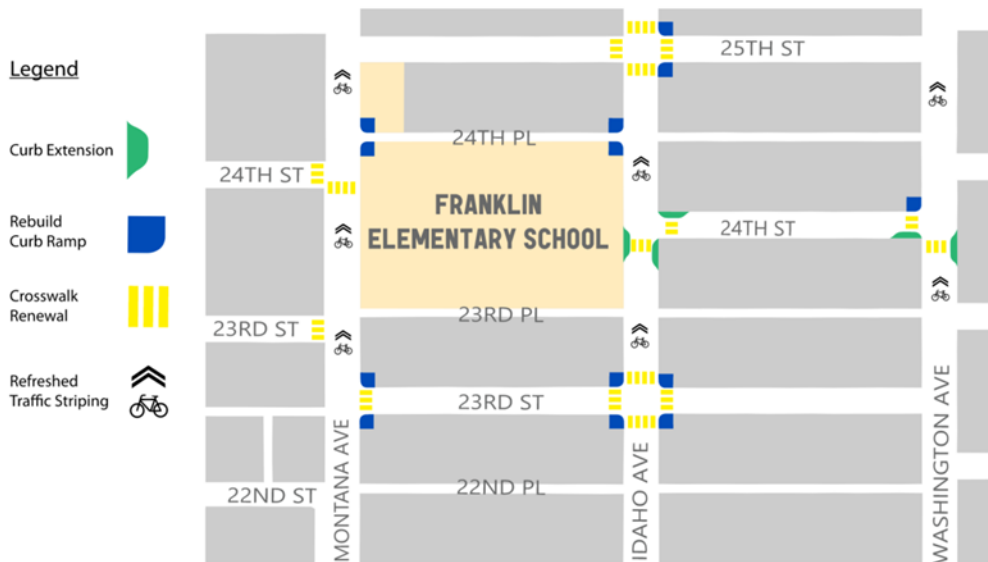 Legend
Curb Extension
Rebuild
Curb Ramp
Crosswalk
Renewal
Refreshed
Traffic Striping
25TH ST
24TH PL
24TH ST
FRANKLIN
ELEMENTARY SCHOOL
24TH ST
23RD PL
23RD ST
23RD ST
22ND PL
22ND ST
MONTANA AVE
IDAHO AVE
WASHINGTON AVE